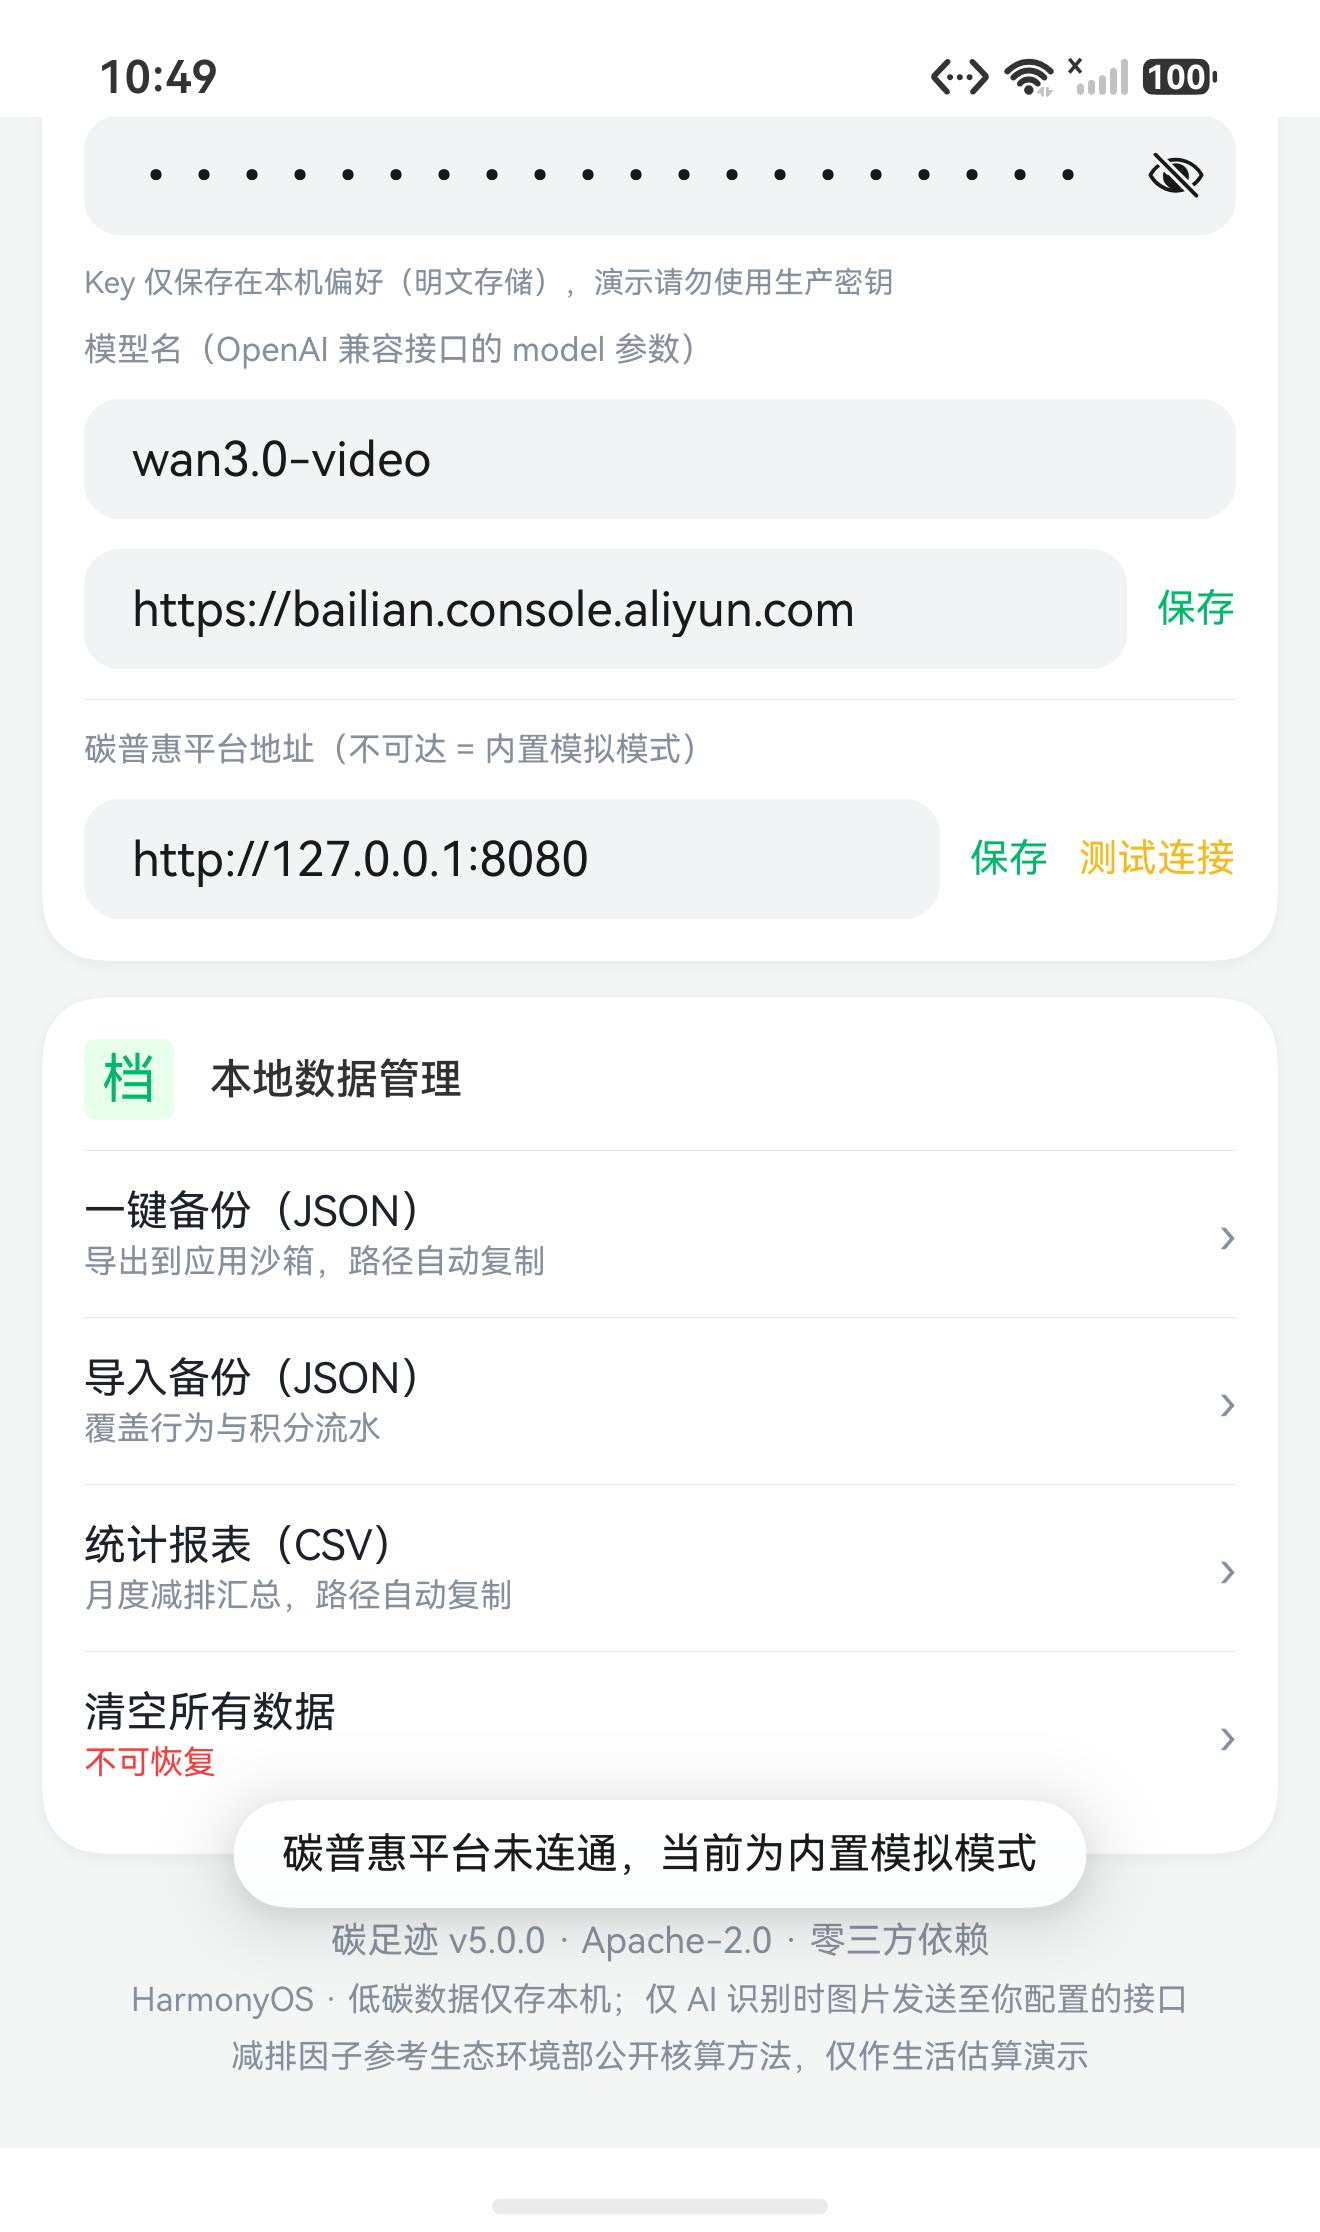 10:49
100
Key 仅保存在本机偏好（明文存储），演示请勿使用生产密钥
模型名（OpenAI 兼容接口的 model 参数）
wan3.0-video
https://bailian.console.aliyun.com 保存
碳普惠平台地址（不可达 = 内置模拟模式）
http://127.0.0.1:8080 保存 测试连接
档 本地数据管理
一键备份（JSON）
导出到应用沙箱，路径自动复制
导入备份（JSON）
覆盖行为与积分流水
统计报表（CSV）
月度减排汇总，路径自动复制
清空所有数据
不可恢复
碳普惠平台未连通，当前为内置模拟模式
碳足迹 v5.0.0 · Apache-2.0 · 零三方依赖
HarmonyOS · 低碳数据仅存本机；仅 AI 识别时图片发送至你配置的接口
减排因子参考生态环境部公开核算方法，仅作生活估算演示